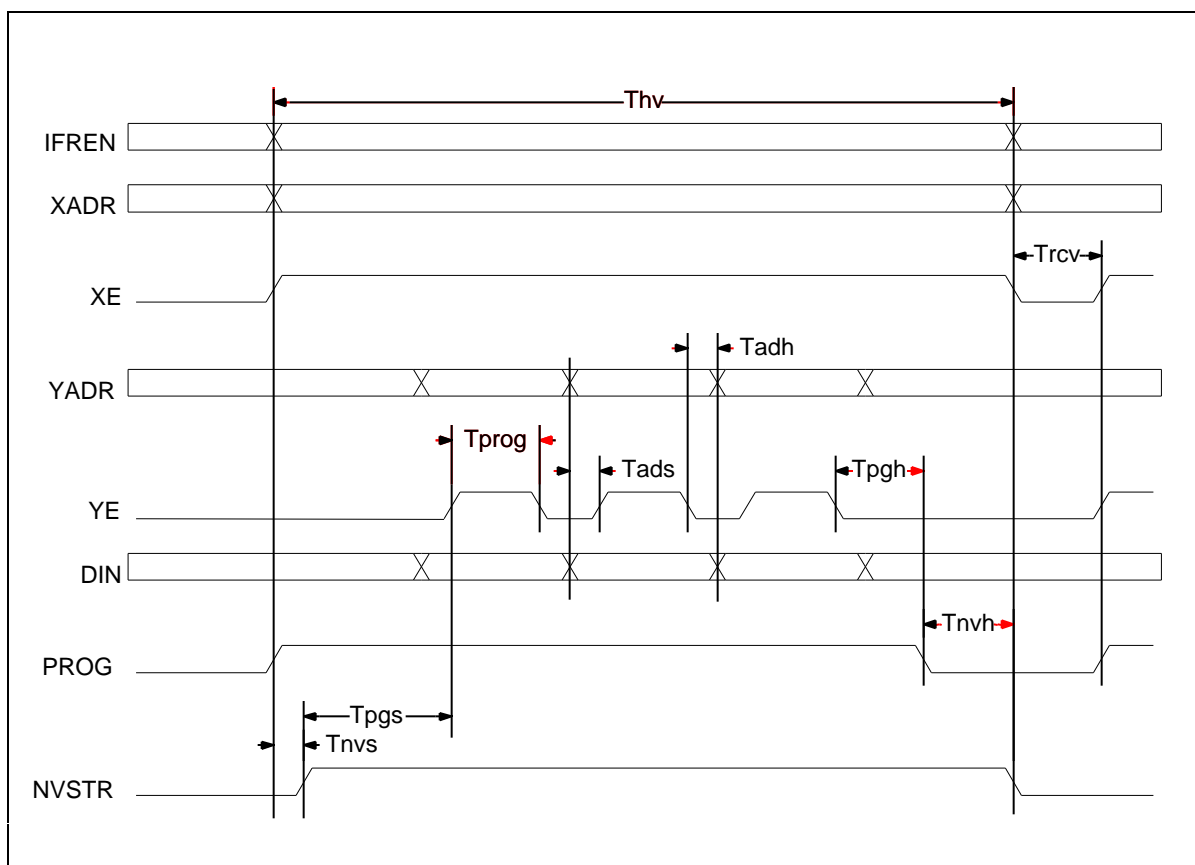 Thv
IFREN
XADR
Trcv
XE
Tadh
YADR
Tprog
Tads
Tpgh
YE
DIN
Tnvh
PROG
Tpgs
Tnvs
NVSTR